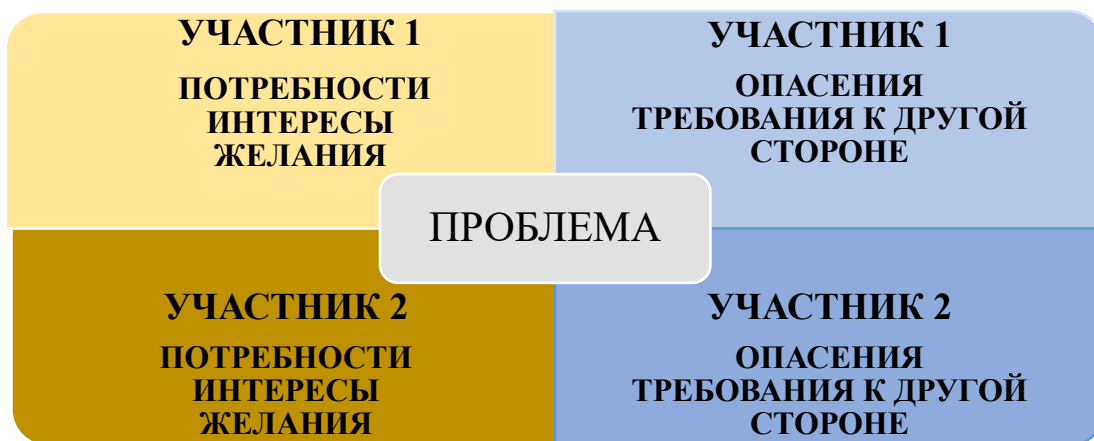 УЧАСТНИК 1
ПОТРЕБНОСТИ
ИНТЕРЕСЫ
ЖЕЛАНИЯ
УЧАСТНИК 1
ОПАСЕНИЯ
ТРЕБОВАНИЯ К ДРУГОЙ
СТОРОНЕ
ПРОБЛЕМА
УЧАСТНИК 2
ПОТРЕБНОСТИ
ИНТЕРЕСЫ
ЖЕЛАНИЯ
УЧАСТНИК 2
ОПАСЕНИЯ
ТРЕБОВАНИЯ К ДРУГОЙ
СТОРОНЕ